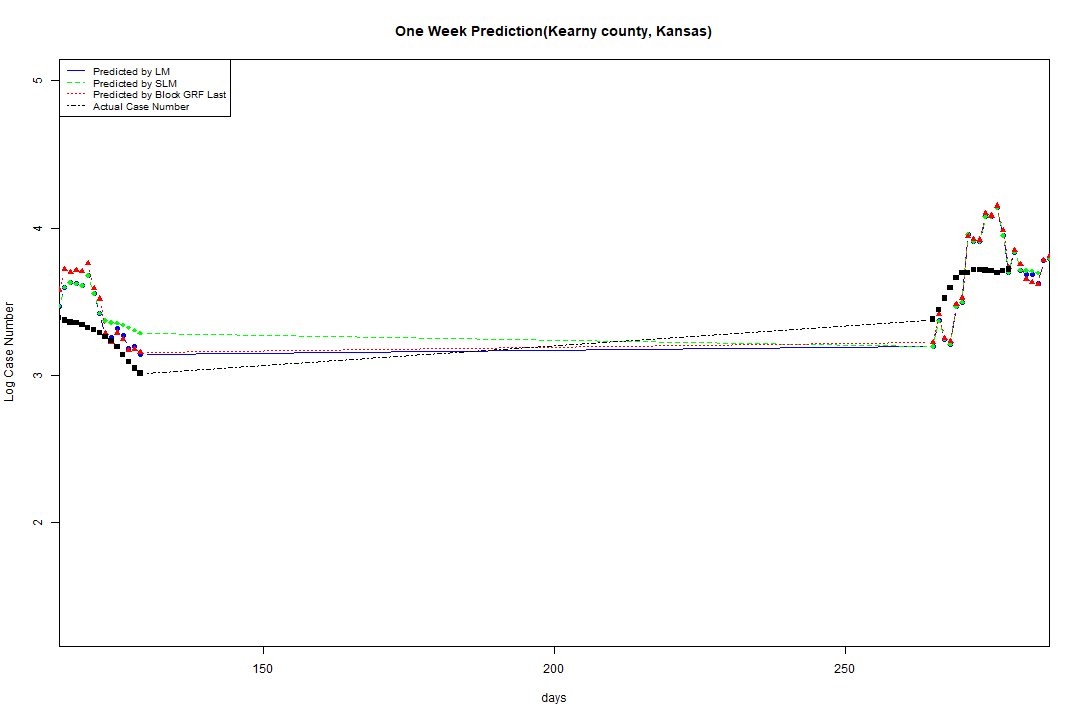 One Week Prediction(Kearny county, Kansas)
Predicted by LM
Predicted by SLM
Predicted by Block GRF Last
Actual Case Number
5
4
3
2
Log Case Number
150 200 250
days